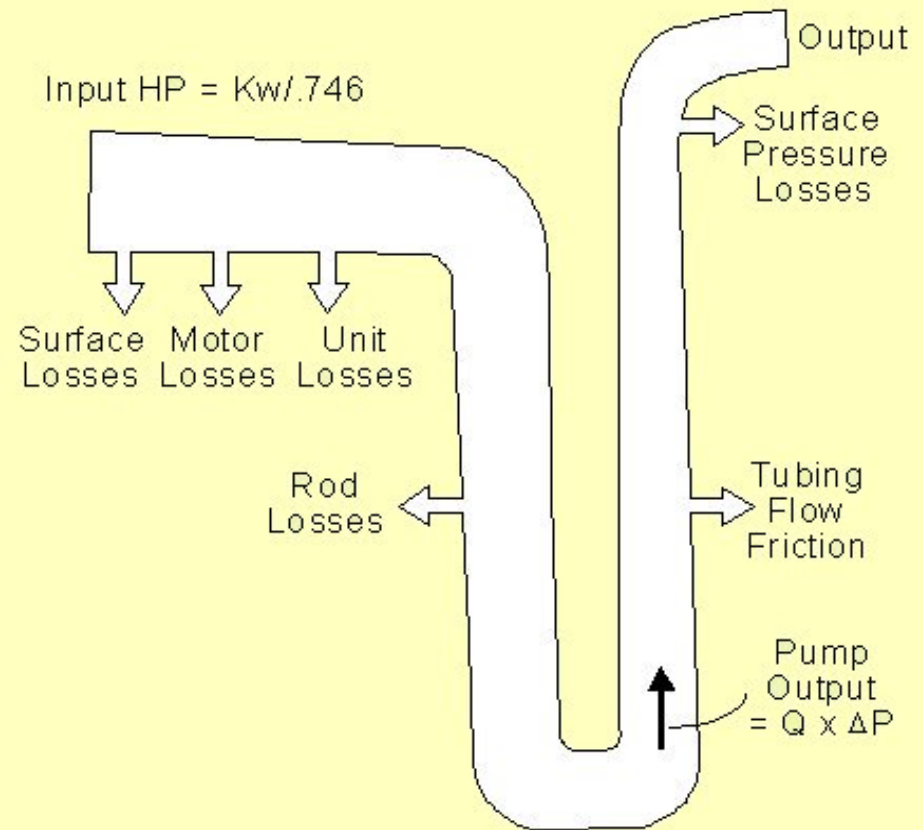 Output
Input HP = Kw/.746
Surface
Pressure
Losses
Surface
Losses
Motor
Losses
Unit
Losses
Rod
Losses
Tubing
Flow
Friction
Pump
Output
= Q x ΔP